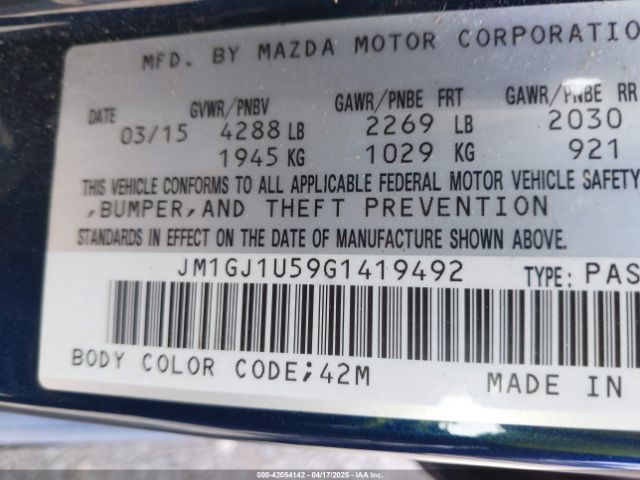 MFD. BY MAZDA MOTOR CORPORATIO
DATE GVWR/PNBV GAWR/PNBE FRT GAWR/PNBE RR
03/15 4288 LB 2269 LB 2030
1945 KG 1029 KG 921
THIS VEHICLE CONFORMS TO ALL APPLICABLE FEDERAL MOTOR VEHICLE SAFETY
,BUMPER,AND THEFT PREVENTION
STANDARDS IN EFFECT ON THE DATE OF MANUFACTURE SHOWN ABOVE.
JM1GJ1U59G1419492 TYPE: PAS
BODY COLOR CODE;42M MADE IN
000-42054142 - 04/17/2025 - IAAI.COM